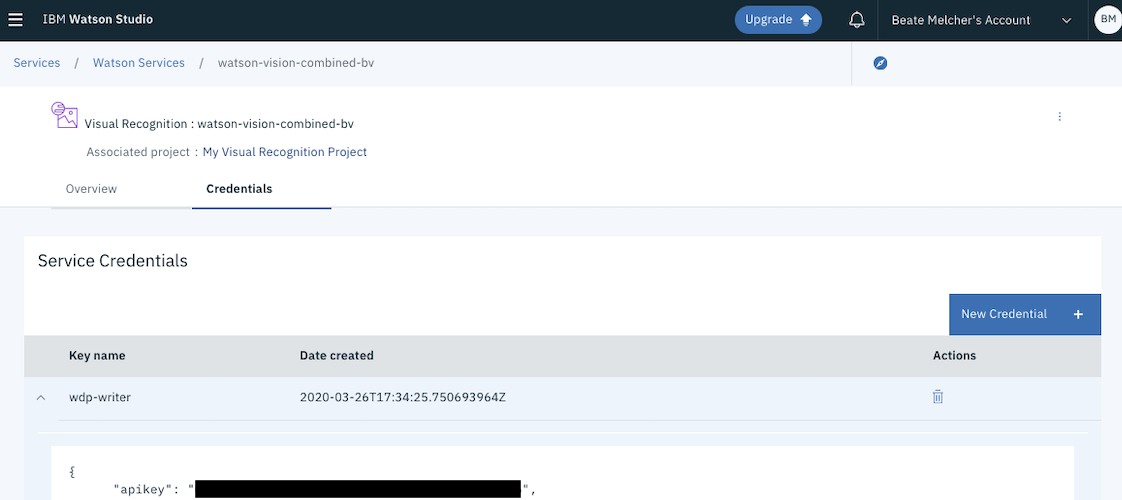 IBM Watson Studio Upgrade Beate Melcher's Account BM
Services / Watson Services / watson-vision-combined-bv
Visual Recognition : watson-vision-combined-bv
Associated project : My Visual Recognition Project
Overview Credentials
Service Credentials
New Credential +
Key name Date created Actions
wdp-writer 2020-03-26T17:34:25.750693964Z
{
"apikey": "",